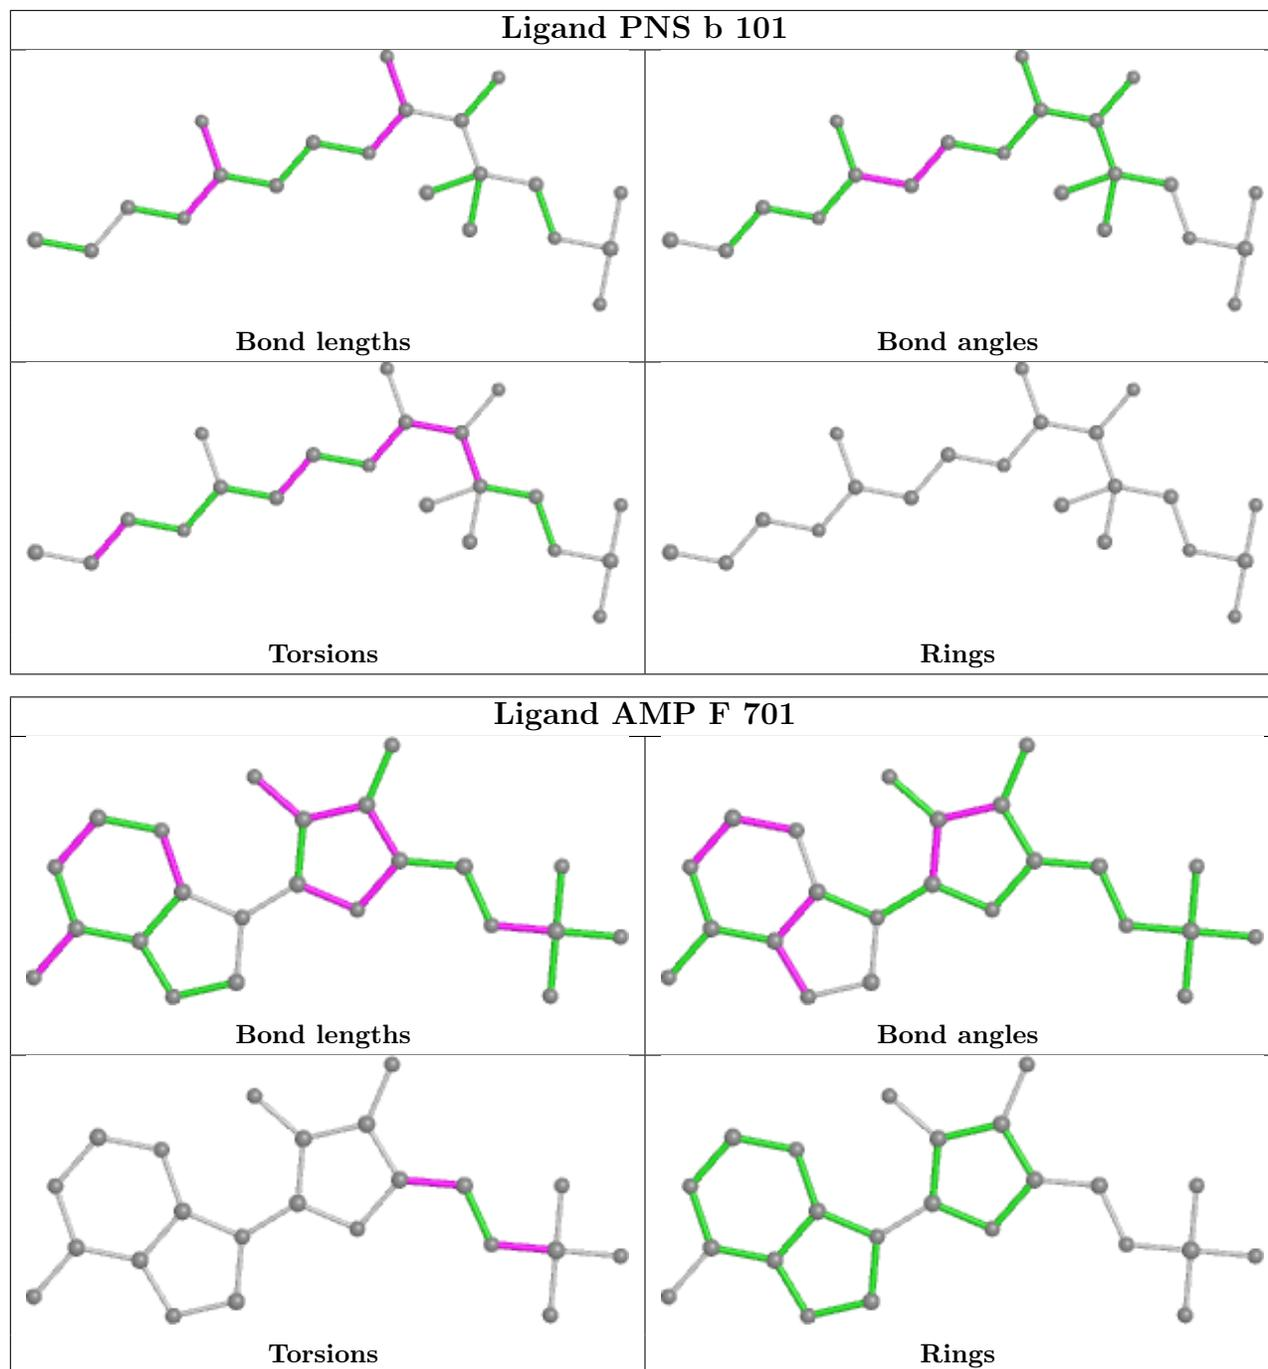 Ligand PNS b 101
Bond lengths
Bond angles
Torsions
Rings
Ligand AMP F 701
Bond lengths
Bond angles
Torsions
Rings